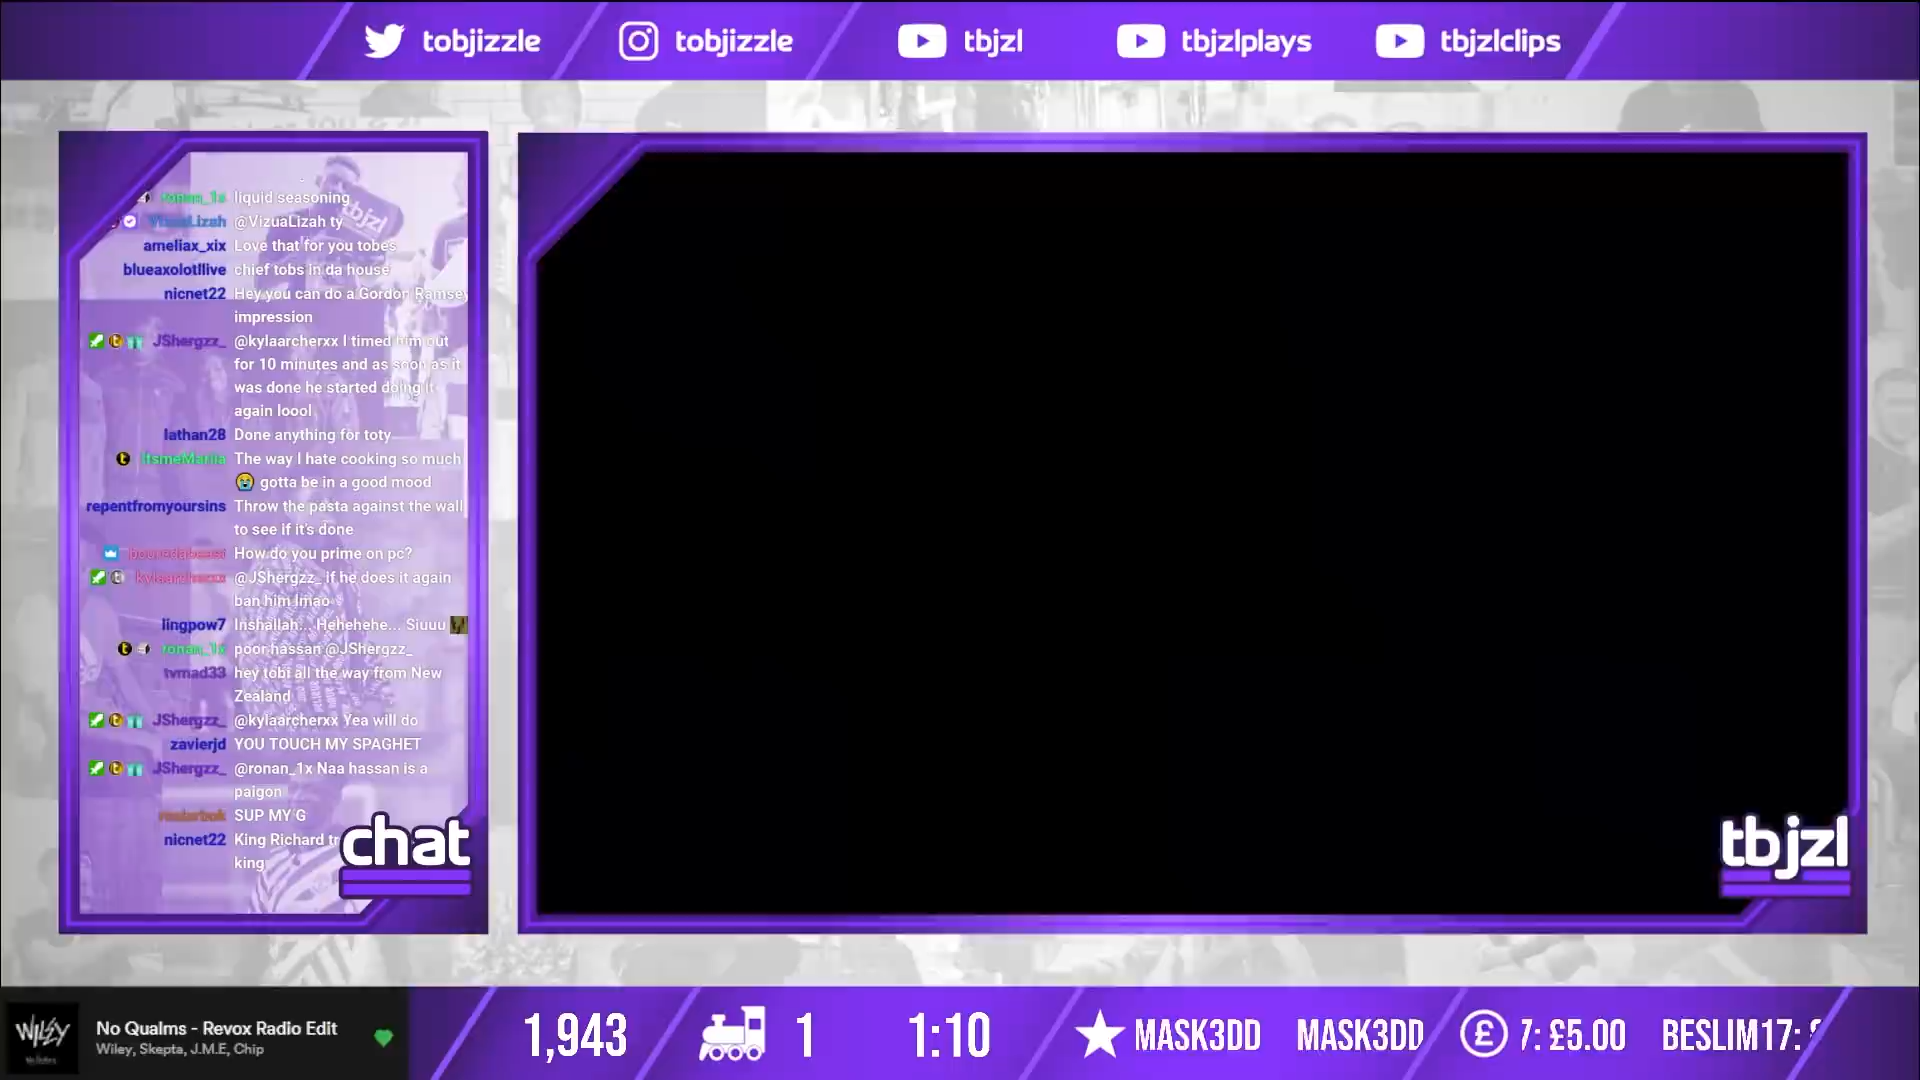 tobjizzle
tobjizzle
tbjzl
tbjzlplays
tbjzlclips
ronan_1x liquid seasoning
VizuaLizah @VizuaLizah ty
ameliax_xix Love that for you tobes
blueaxolotllive chief tobs in da house
nicnet22 Hey you can do a Gordon Ramsey
impression
JShergzz_ @kylaarcherxx I timed him out
for 10 minutes and as soon as it
was done he started doing it
again loool
lathan28 Done anything for toty
ItsmeMariia The way I hate cooking so much
😭 gotta be in a good mood
repentfromyoursins Throw the pasta against the wall
to see if it's done
How do you prime on pc?
kylaarcherxx @JShergzz_ If he does it again
ban him lmao
lingpow7 Inshallah... Hehehehe... Siuuu
ronan_1x poor hassan @JShergzz_
tvmad33 hey tobi all the way from New
Zealand
JShergzz_ @kylaarcherxx Yea will do
zavierjd YOU TOUCH MY SPAGHET
JShergzz_ @ronan_1x Naa hassan is a
paigon
SUP MY G
nicnet22 King Richard tr
king
chat
tbjzl
tbjzl
WILEY
No Qualms - Revox Radio Edit
Wiley, Skepta, J.M.E, Chip
1,943
1
1:10
MASK3DD MASK3DD
£ 7: £5.00 BESLIM17: